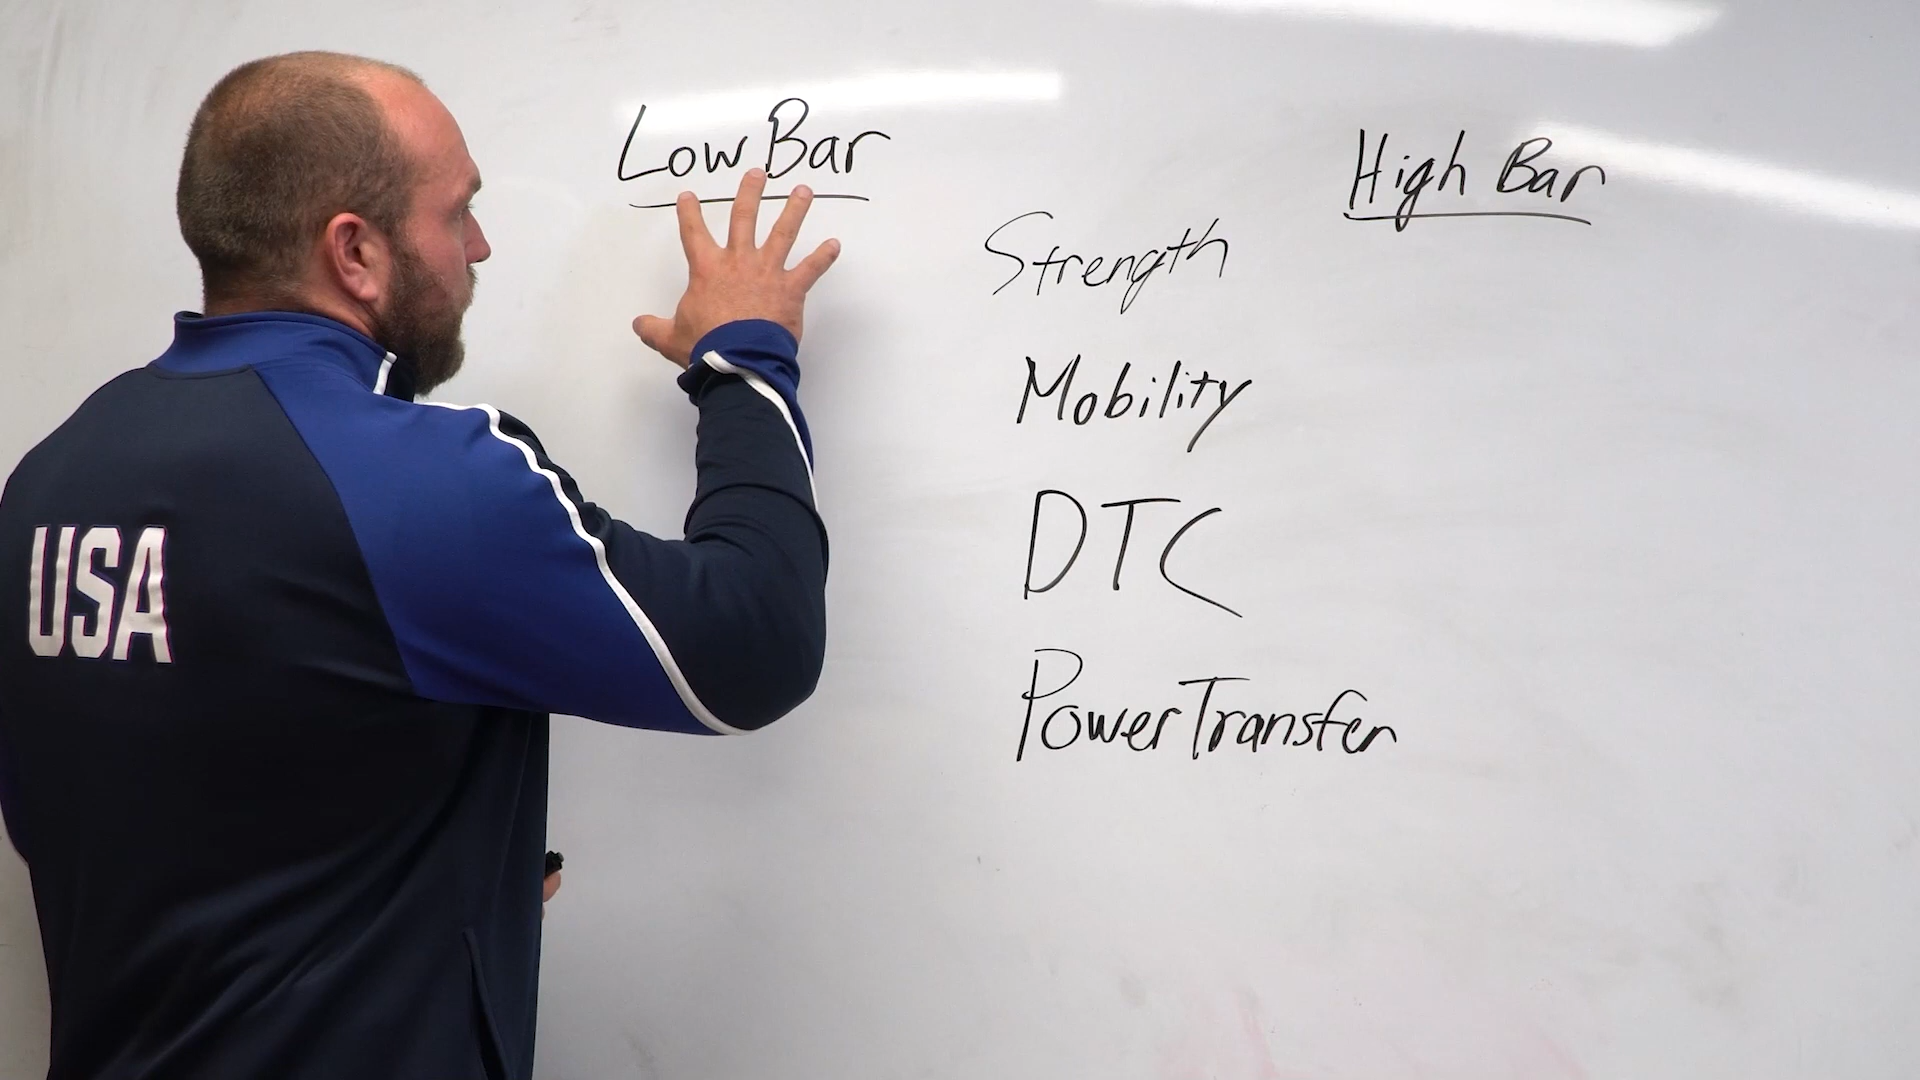 Low Bar
High Bar
Strength
Mobility
DTC
Power Transfer
USA